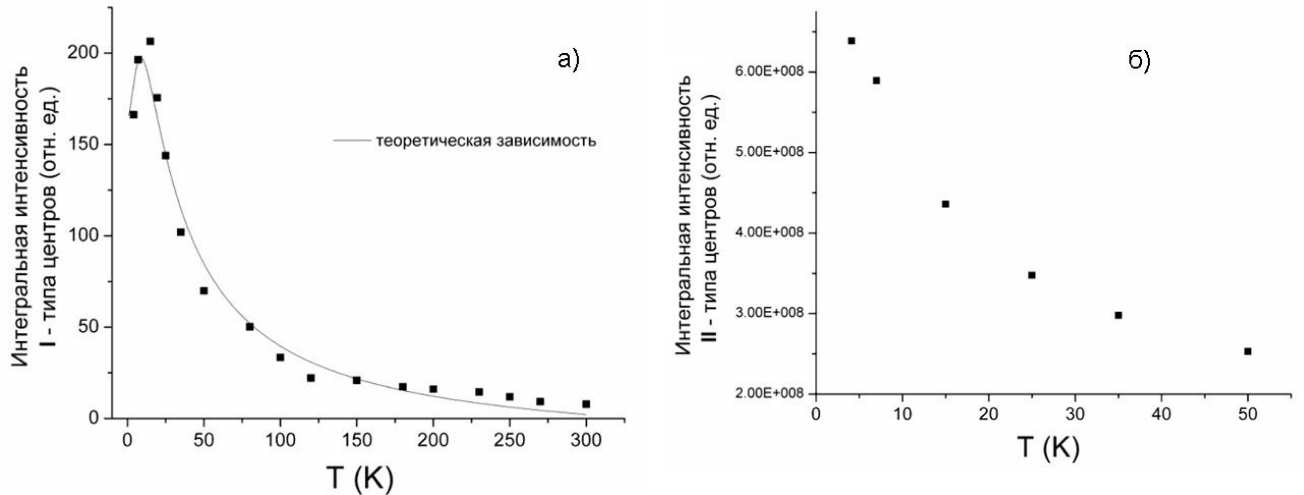 Интегральная интенсивность
I - типа центров (отн. ед.)
200
150
100
50
0
а)
теоретическая зависимость
0 50 100 150 200 250 300
T (K)
Интегральная интенсивность
II - типа центров (отн. ед.)
6.00E+008
5.00E+008
4.00E+008
3.00E+008
2.00E+008
б)
0 10 20 30 40 50
T (K)